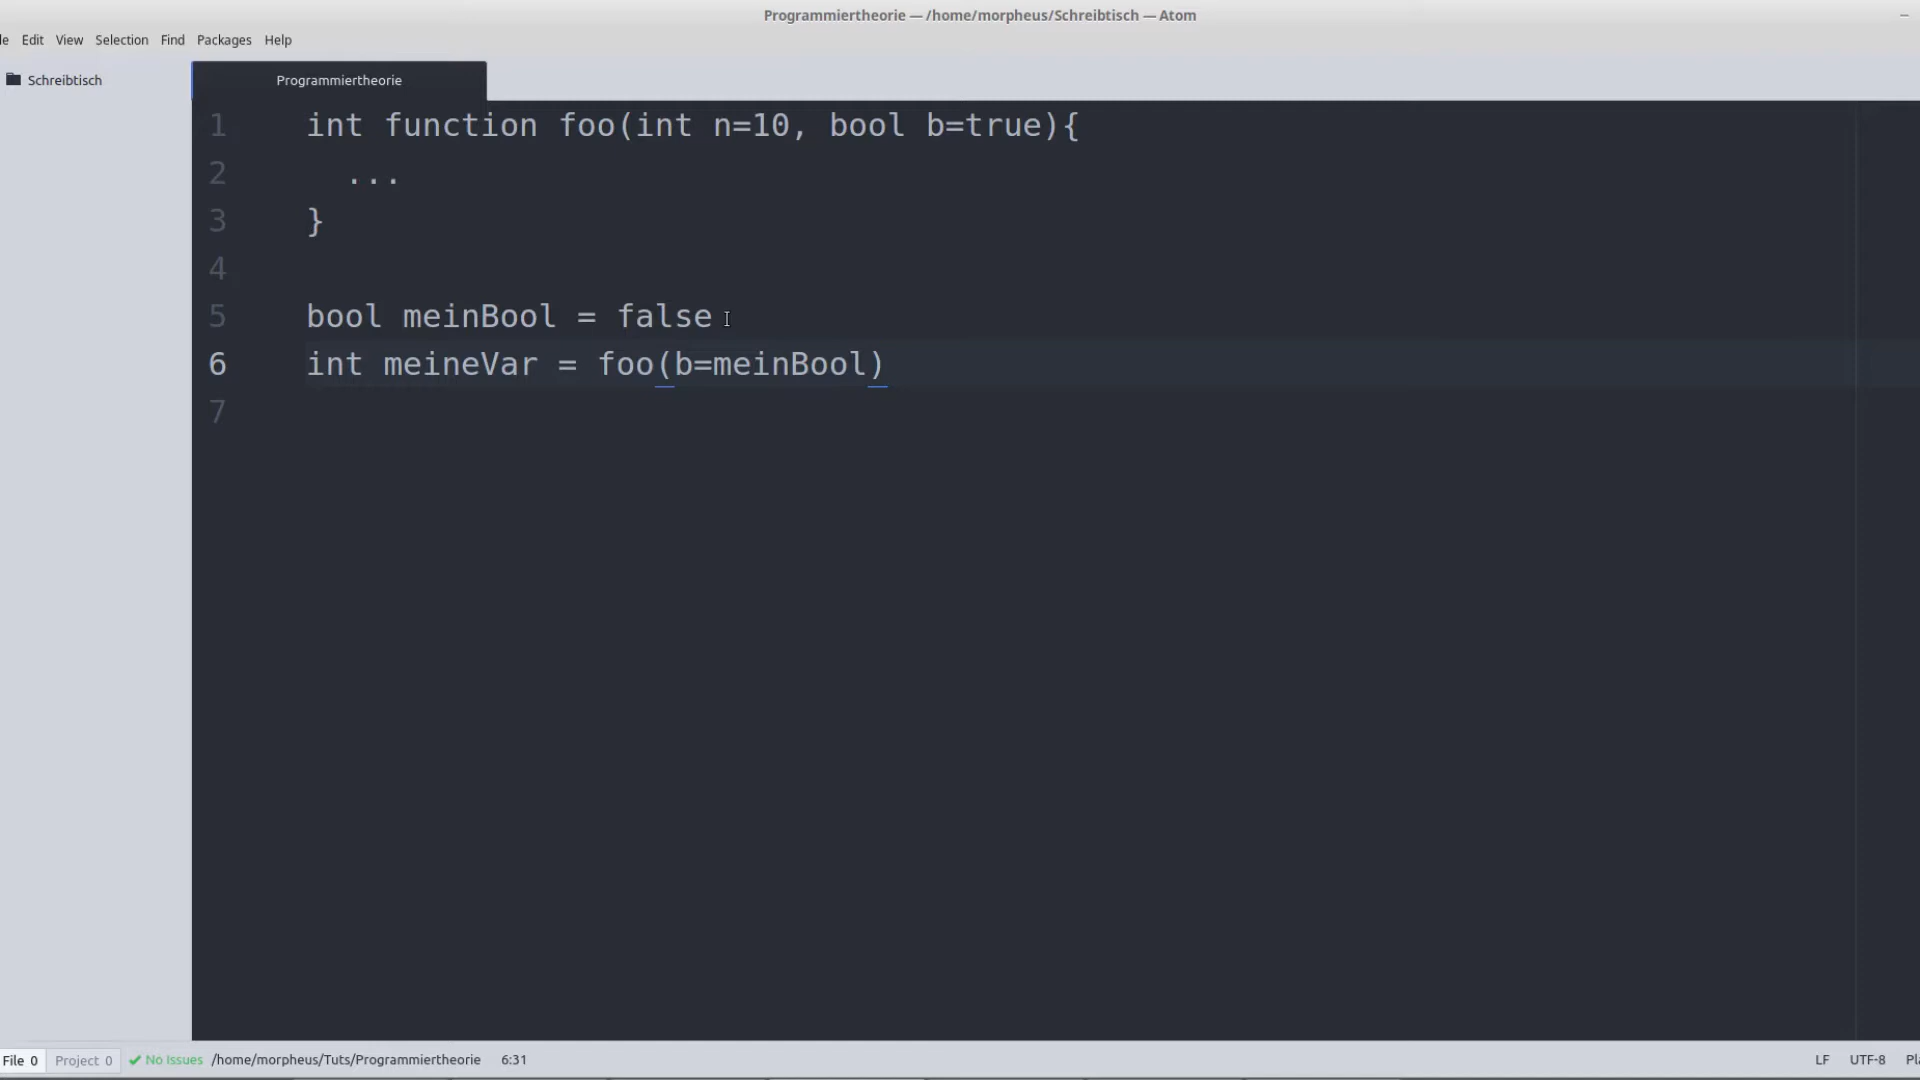 Programmiertheorie — /home/morpheus/Schreibtisch — Atom
le Edit View Selection Find Packages Help
Schreibtisch
Programmiertheorie
1 int function foo(int n=10, bool b=true){
2 ...
3 }
4
5 bool meinBool = false
6 int meineVar = foo(b=meinBool)
7
File 0 Project 0 No Issues /home/morpheus/Tuts/Programmiertheorie 6:31 LF UTF-8 Pla